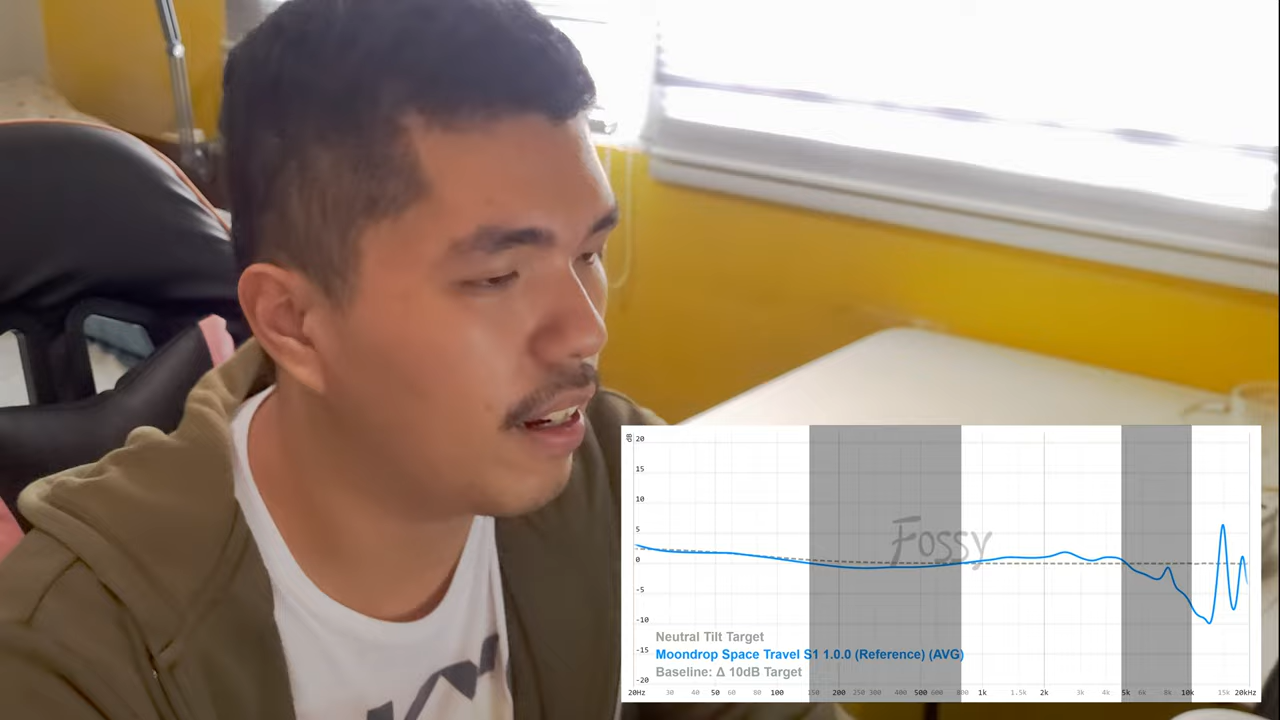 dB
20
15
10
5
0
-5
-10
-15
-20
Fossy
Neutral Tilt Target
Moondrop Space Travel S1 1.0.0 (Reference) (AVG)
Baseline: Δ 10dB Target
20Hz 30 40 50 60 80 100 150 200 250 300 400 500 600 800 1k 1.5k 2k 3k 4k 5k 6k 8k 10k 15k 20kHz